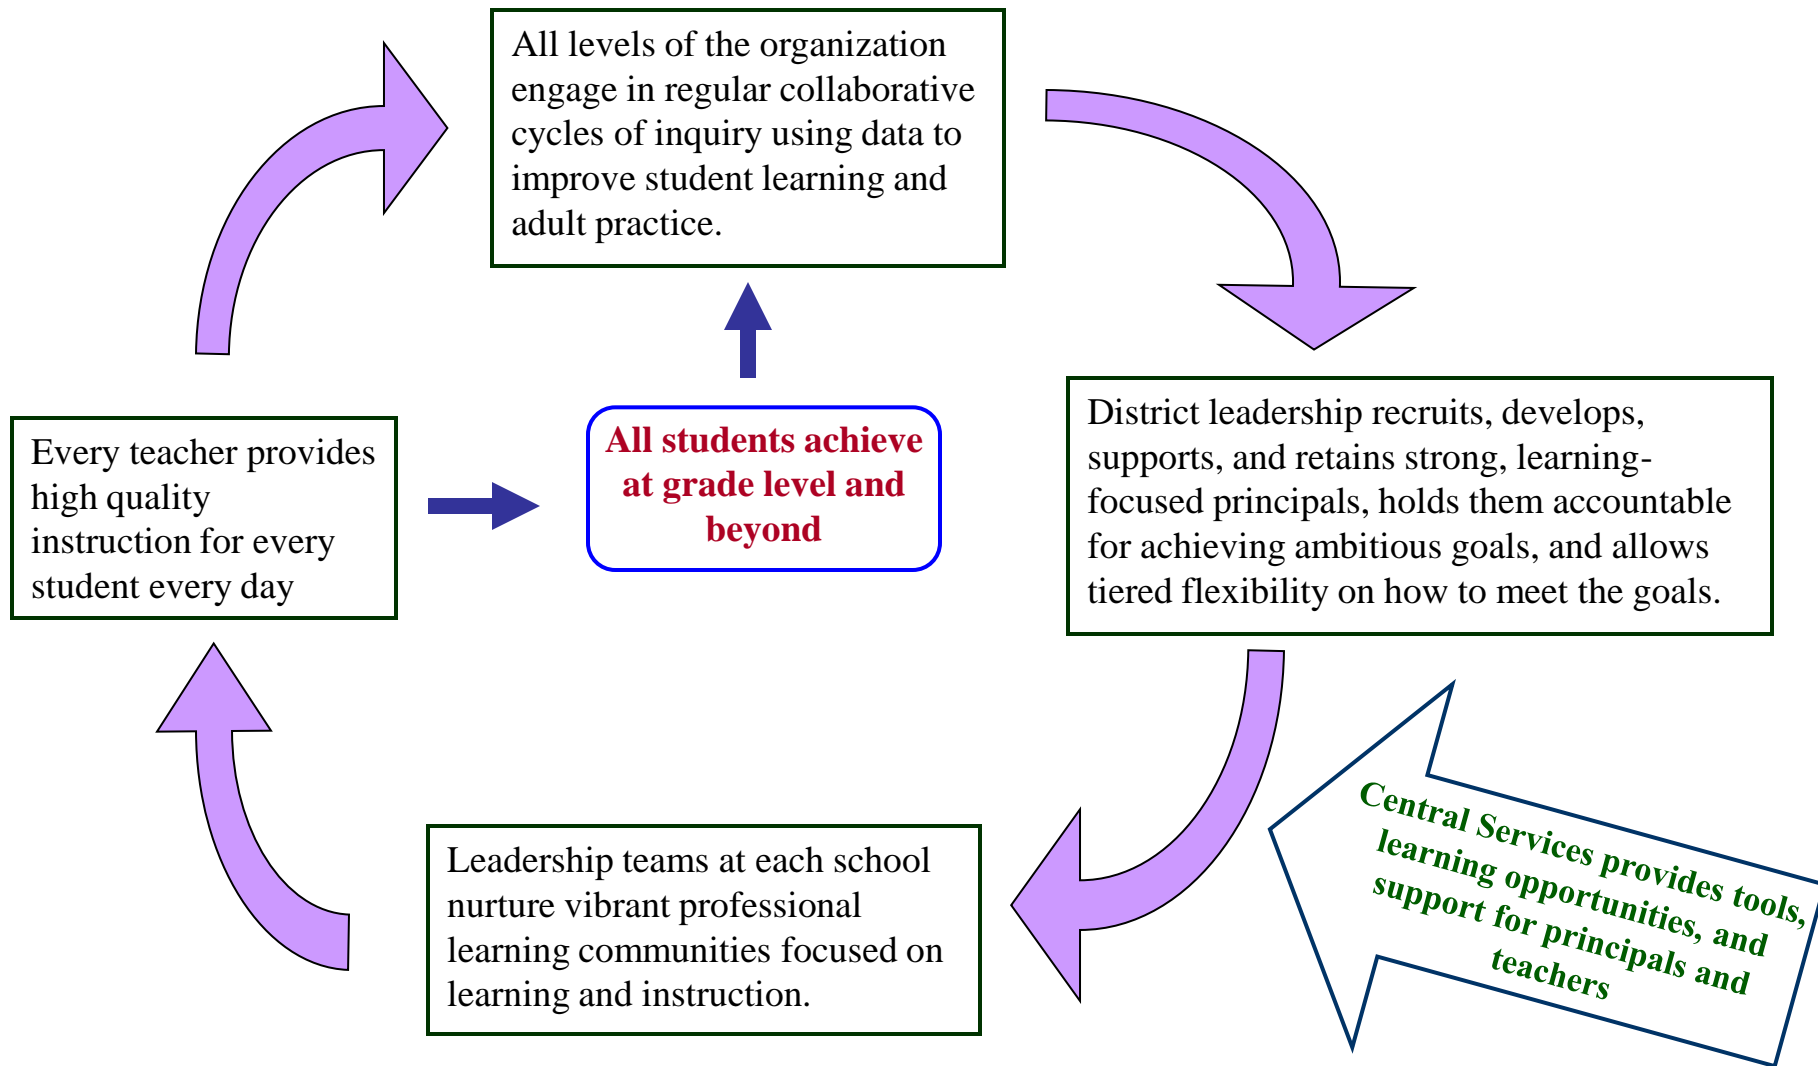 All levels of the organization
engage in regular collaborative
cycles of inquiry using data to
improve student learning and
adult practice.
District leadership recruits, develops,
supports, and retains strong, learning-
focused principals, holds them accountable
for achieving ambitious goals, and allows
tiered flexibility on how to meet the goals.
Every teacher provides
high quality
instruction for every
student every day
All students achieve
at grade level and
beyond
Leadership teams at each school
nurture vibrant professional
learning communities focused on
learning and instruction.
Central Services provides tools,
learning opportunities, and
support for principals and
teachers